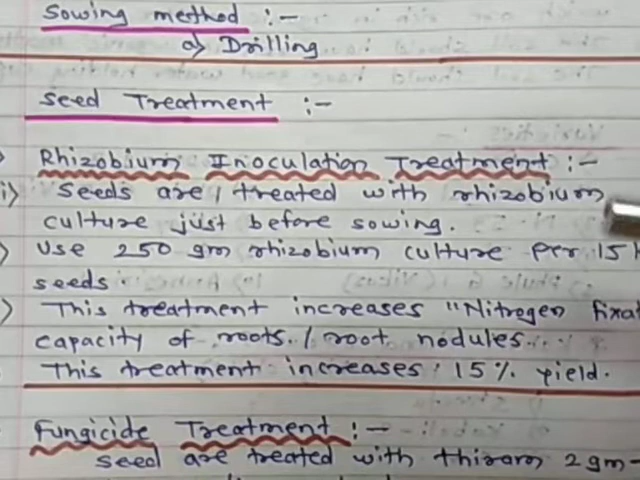 Sowing method :-
a) Drilling
Seed Treatment :-
Rhizobium Inoculation Treatment :-
i) Seeds are treated with rhizobium
culture just before sowing.
) Use 250 gm rhizobium culture per 15
seeds.
) This treatment increases "Nitrogen
capacity of roots / root nodules.
This treatment increases 15% yield.
Fungicide Treatment :-
seed are treated with thiram 2gm